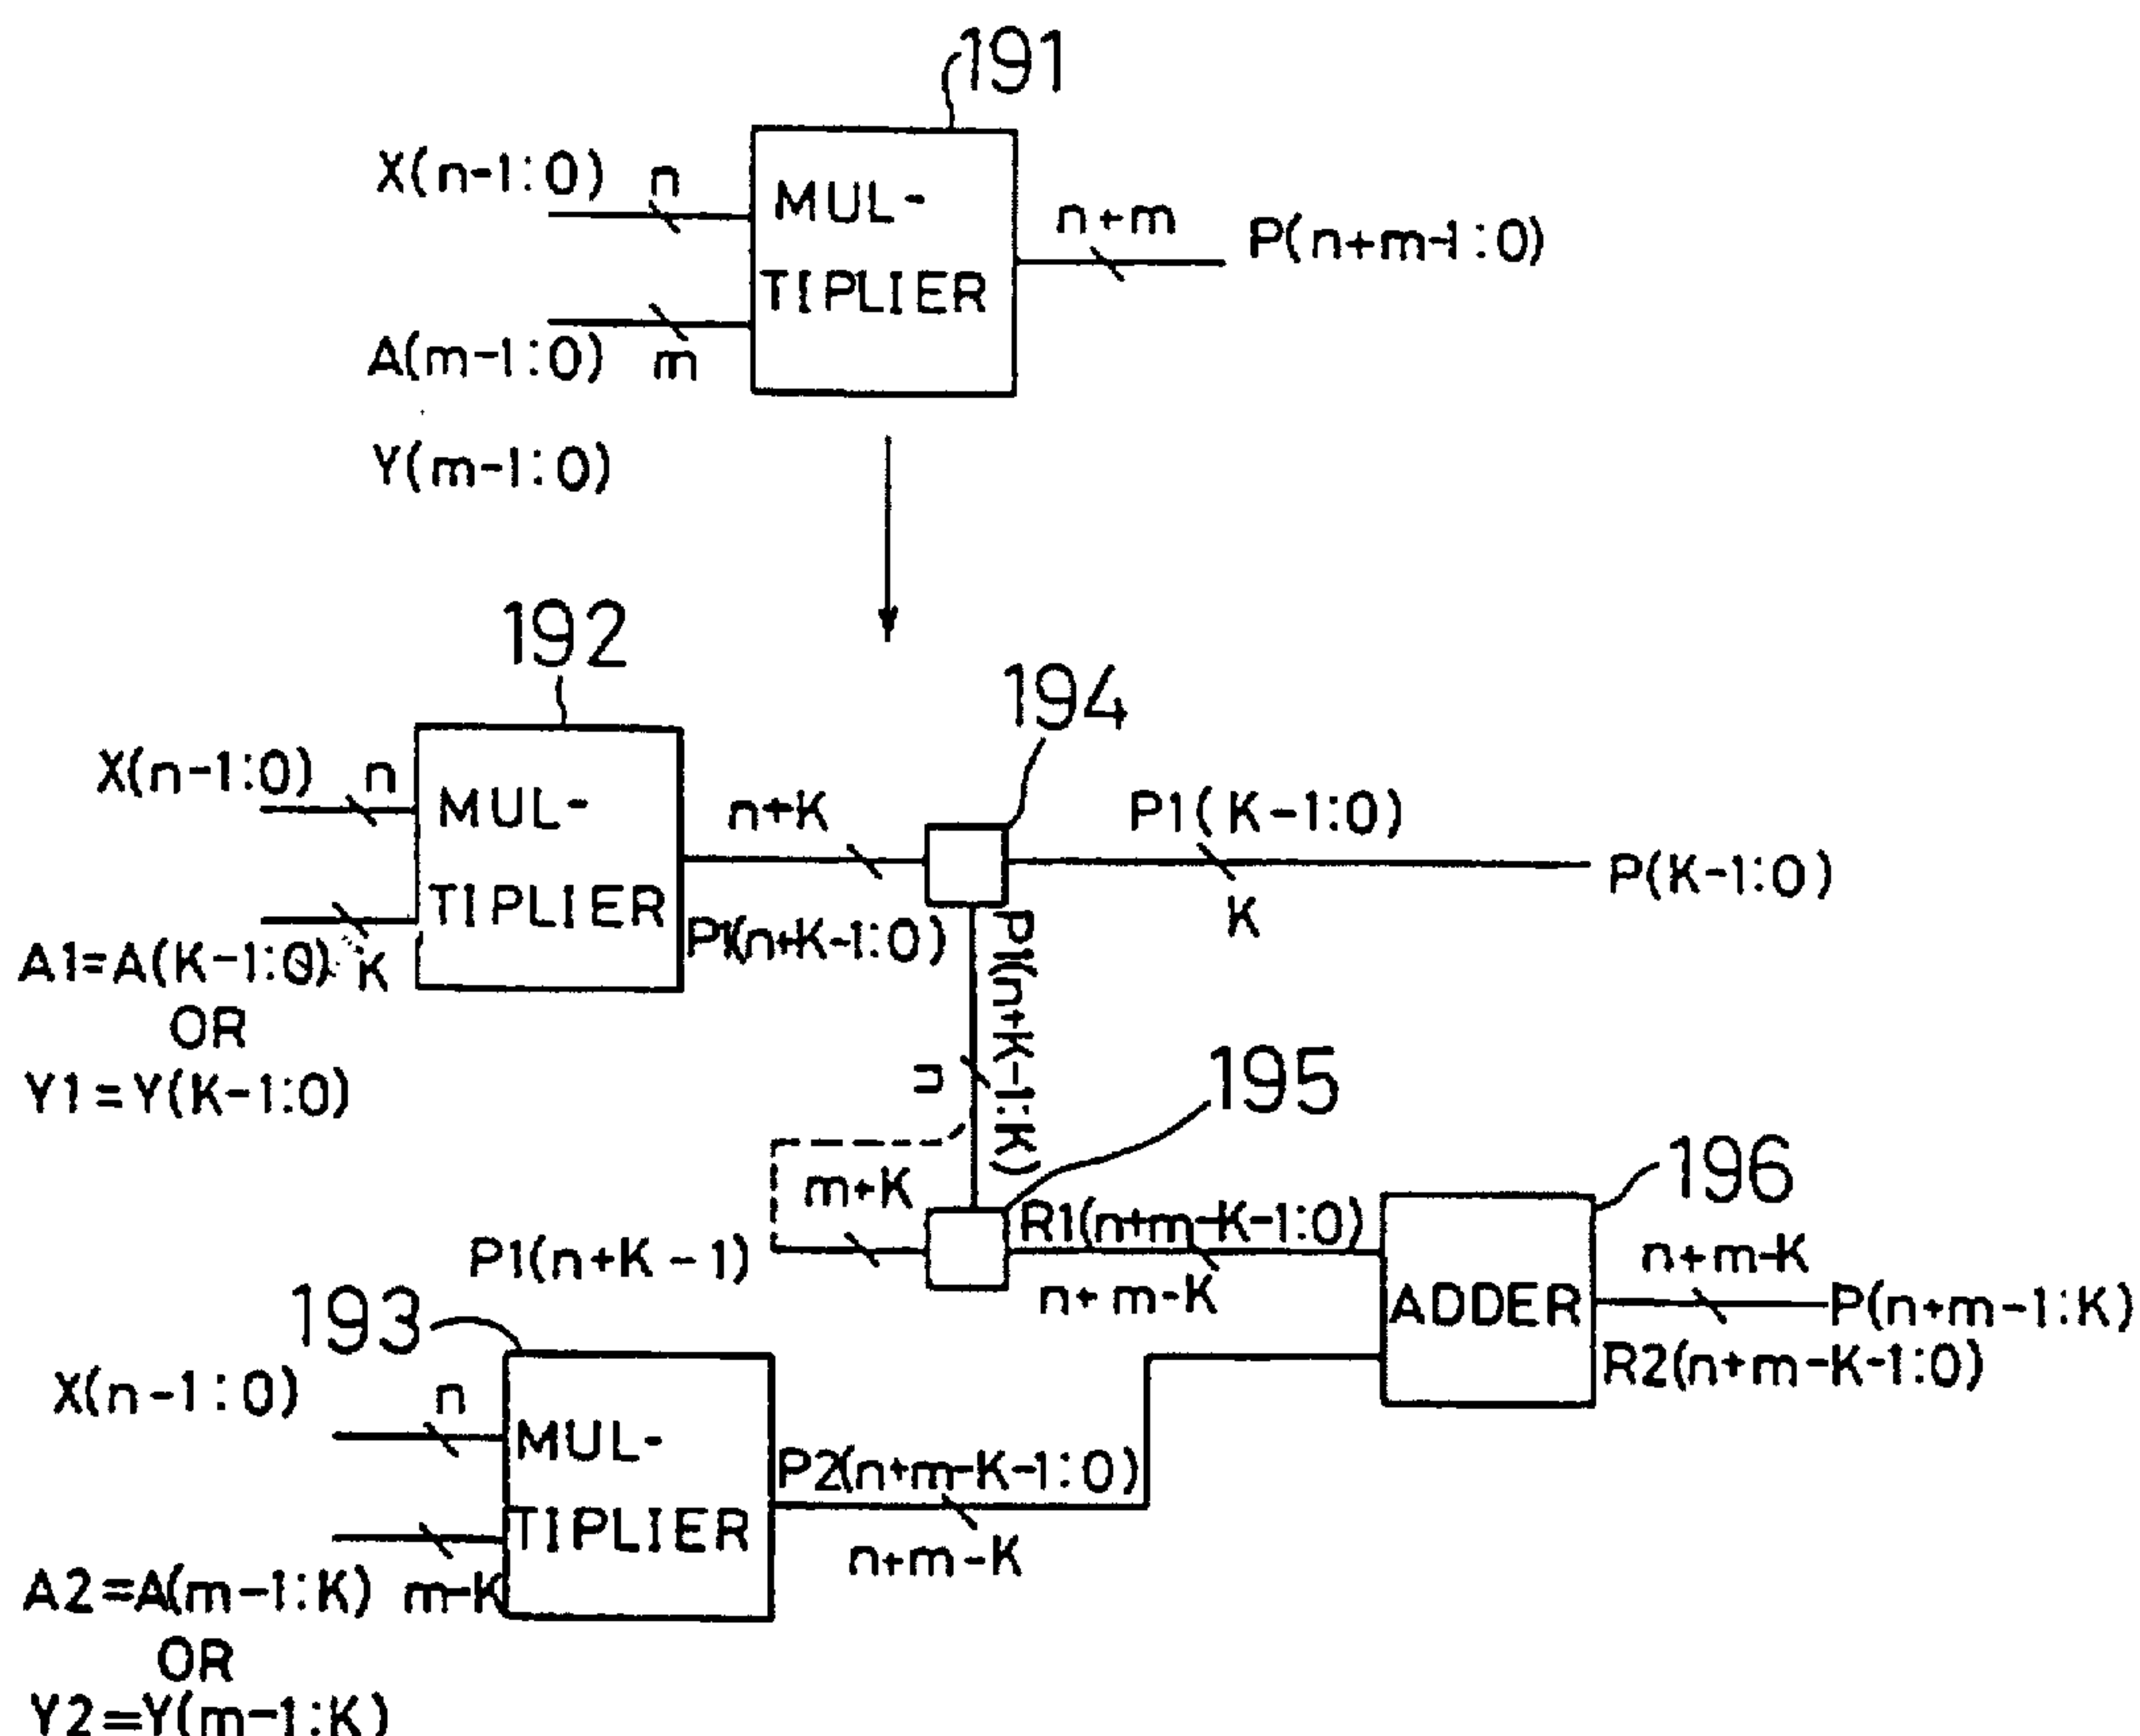 191
X(n-1:0) n
MUL-
TIPLIER
n+m
P(n+m-1:0)
A(m-1:0) m
Y(m-1:0)
192
194
X(n-1:0) n
MUL-
TIPLIER
n+K
P1(K-1:0)
P(K-1:0)
K
P1(n+K-1:0)
A1=A(K-1:0) K
OR
Y1=Y(K-1:0)
P1(n+K-1:K)
n
195
196
m+K
P1(n+K-1)
R1(n+m-K-1:0)
n+m-K
ADDER
n+m-K
P(n+m-1:K)
R2(n+m-K-1:0)
193
X(n-1:0) n
MUL-
TIPLIER
P2(n+m-K-1:0)
n+m-K
A2=A(m-1:K) m-K
OR
Y2=Y(m-1:K)